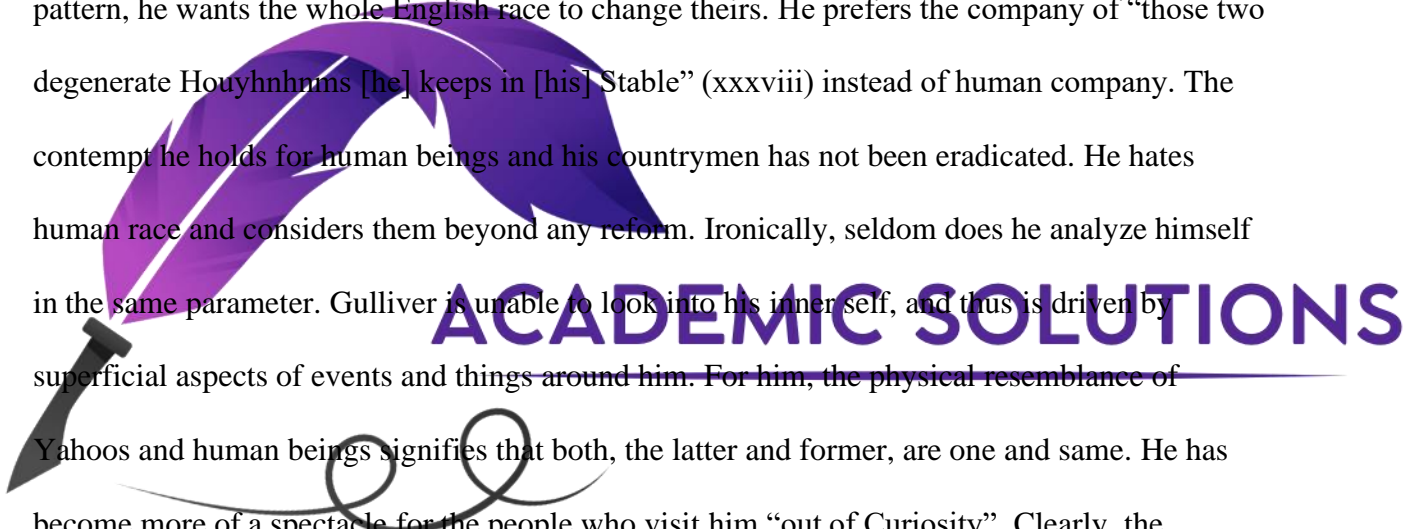 pattern, he wants the whole English race to change theirs. He prefers the company of “those two
degenerate Houyhnhnms [he] keeps in [his] Stable” (xxxviii) instead of human company. The
contempt he holds for human beings and his countrymen has not been eradicated. He hates
human race and considers them beyond any reform. Ironically, seldom does he analyze himself
in the same parameter. Gulliver is unable to look into his inner self, and thus is driven by
ACADEMIC SOLUTIONS
superficial aspects of events and things around him. For him, the physical resemblance of
Yahoos and human beings signifies that both, the latter and former, are one and same. He has
become more of a spectacle for the people who visit him “out of Curiosity”. Clearly, the